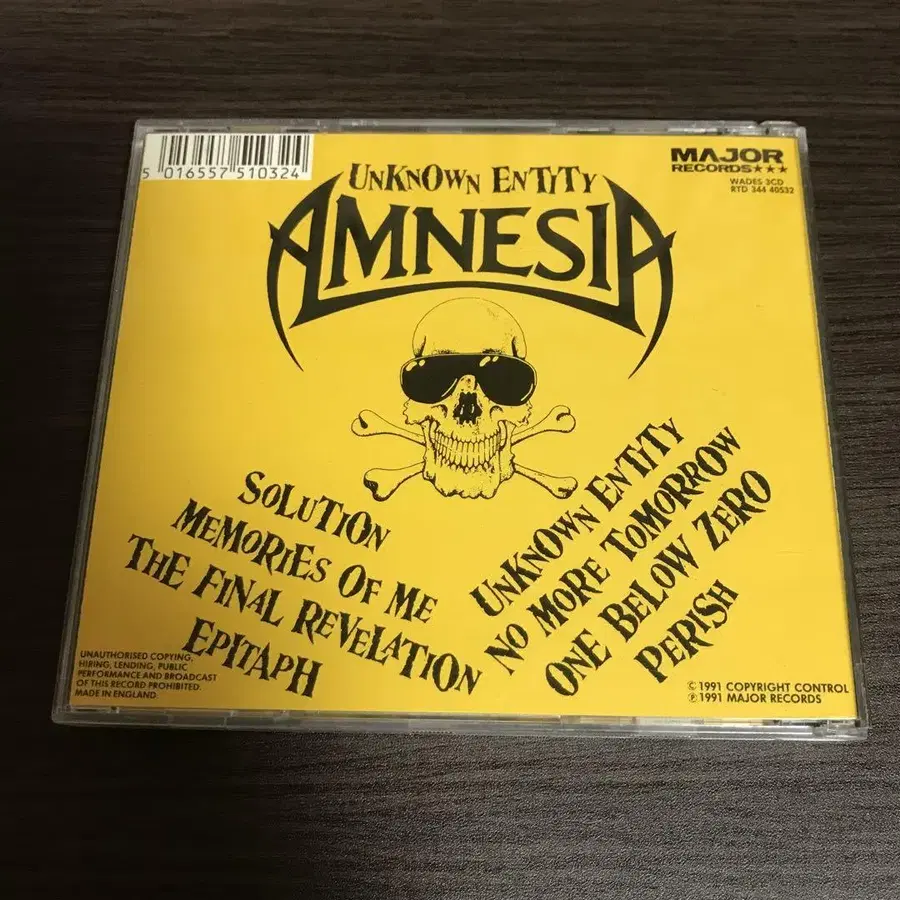 5 016557 510324
UNKNOWN ENTITY
AMNESIA
MAJOR
RECORDS★★★
WADES 3CD
RYD 344 40532
SOLUTION
MEMORIES OF ME
THE FINAL REVELATION
EPITAPH
UNKNOWN ENTITY
NO MORE TOMORROW
ONE BELOW ZERO
PERISH
UNAUTHORISED COPYING,
HIRING, LENDING, PUBLIC
PERFORMANCE AND BROADCAST
OF THIS RECORD PROHIBITED.
MADE IN ENGLAND
© 1991 COPYRIGHT CONTROL
℗ 1991 MAJOR RECORDS